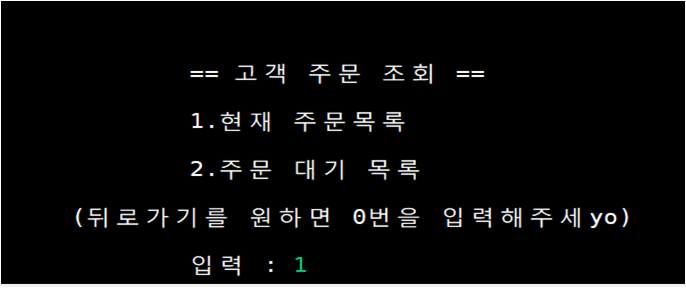 == 고객 주문 조회 ==
1.현재 주문목록
2.주문 대기 목록
(뒤로가기를 원하면 0번을 입력해주세yo)
입력 : 1